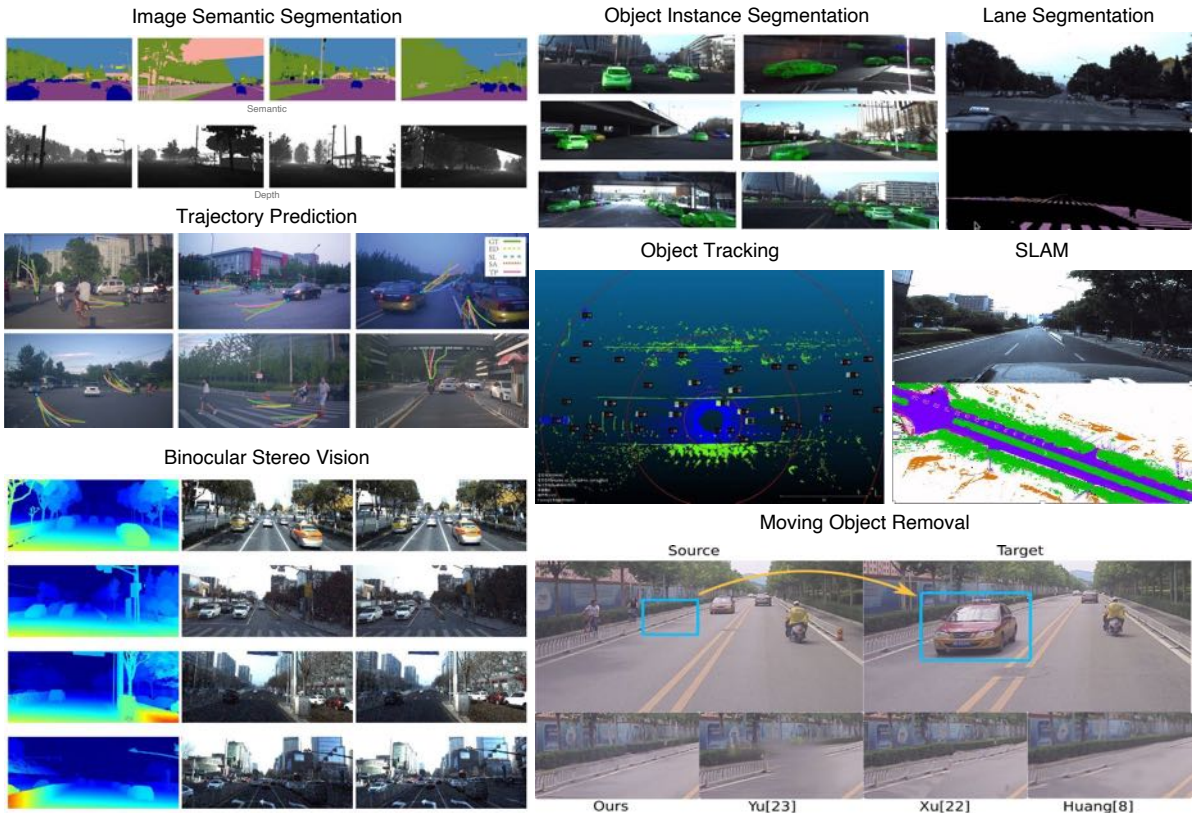 Image Semantic Segmentation
Semantic
Depth
Trajectory Prediction
GT
ED
SL
SA
TP
Binocular Stereo Vision
Object Instance Segmentation
Lane Segmentation
Object Tracking
SLAM
Moving Object Removal
Source
Target
Ours
Yu[23]
Xu[22]
Huang[8]